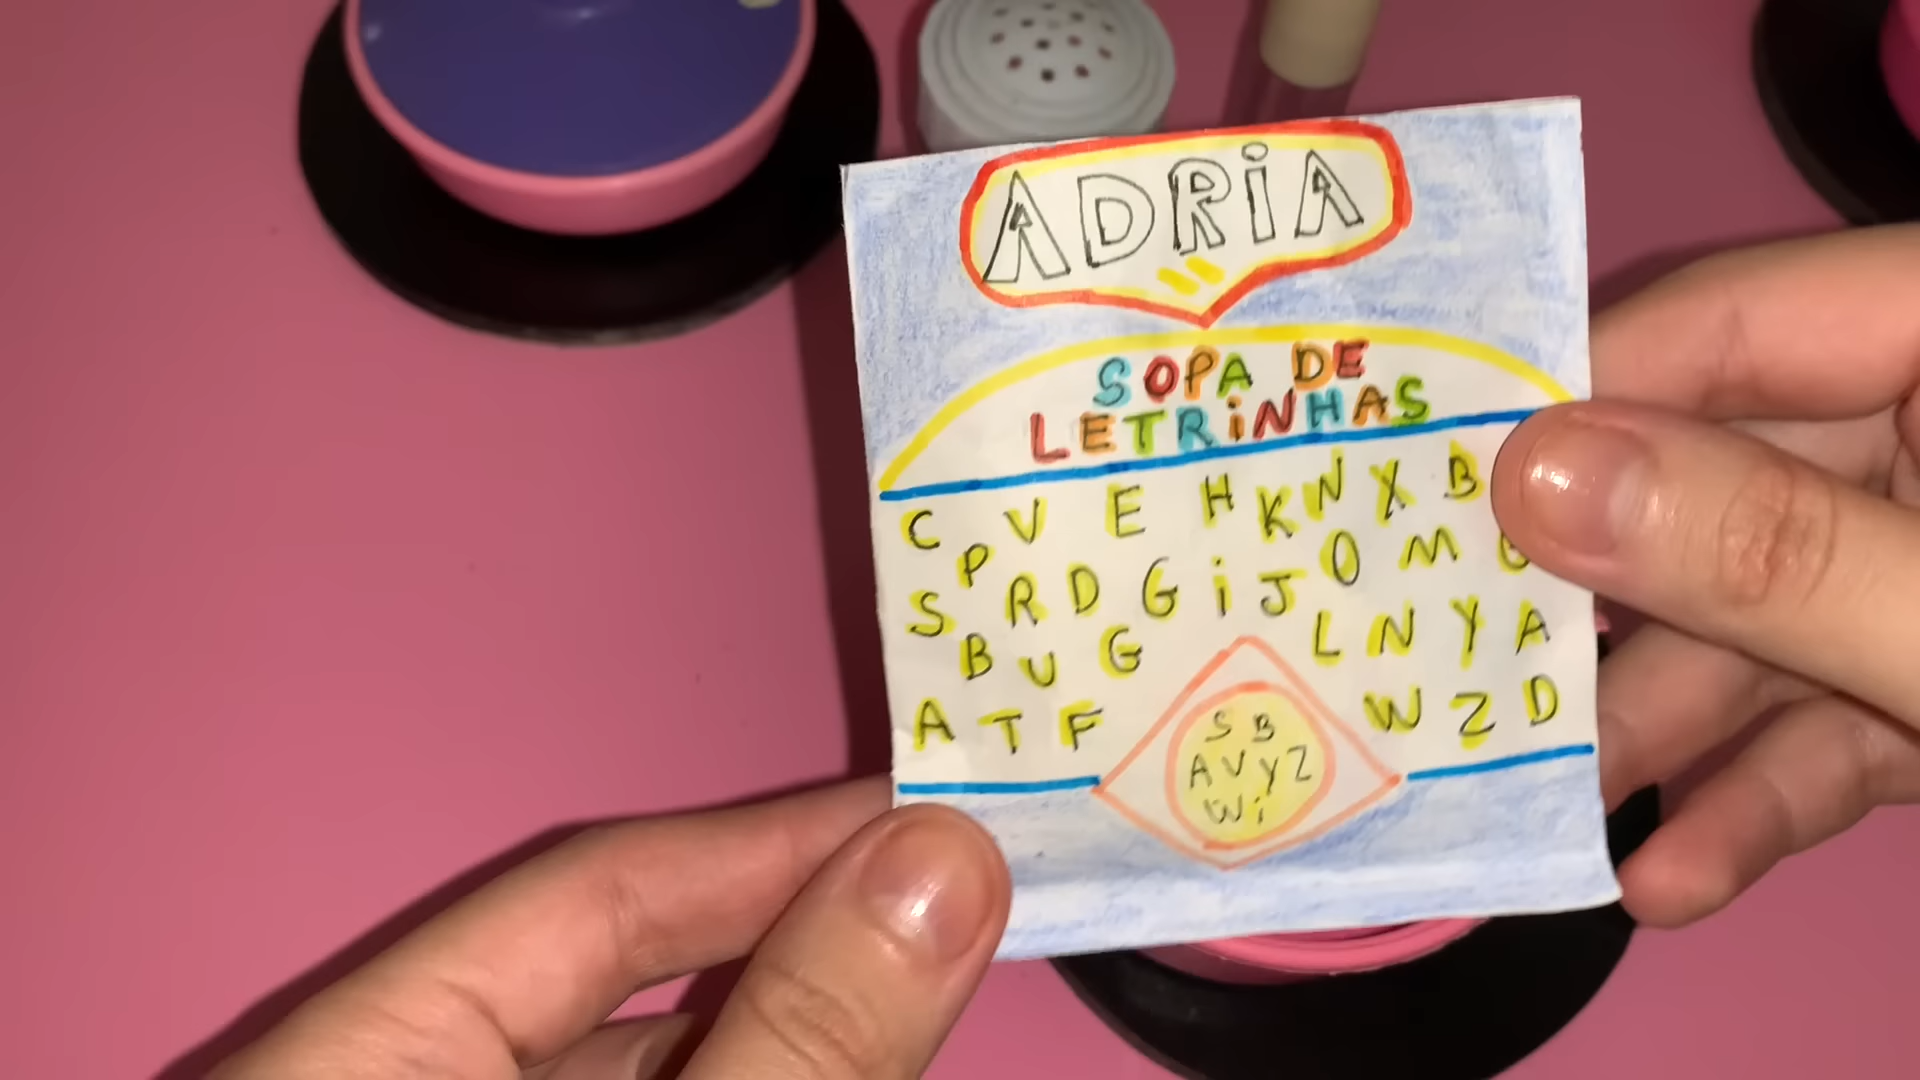 ADRiA
SOPA DE
LETRiNHAS
C V E H K N X B
P R D G i J O M
S B U G L N Y A
A T F W Z D
S B
A V Y Z
W i